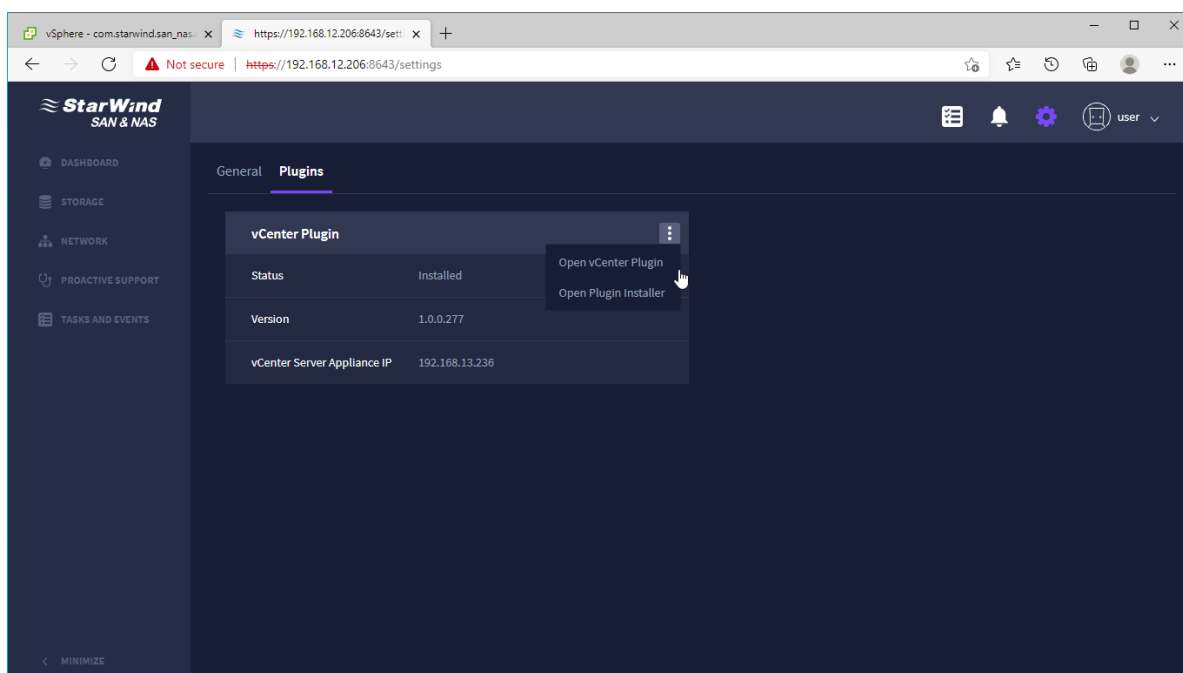 vSphere - com.starwind.san_nas.
https://192.168.12.206:8643/sett
Not secure https://192.168.12.206:8643/settings
StarWind
SAN & NAS
user
DASHBOARD
STORAGE
NETWORK
PROACTIVE SUPPORT
TASKS AND EVENTS
MINIMIZE
General Plugins
vCenter Plugin
Open vCenter Plugin
Open Plugin Installer
Status Installed
Version 1.0.0.277
vCenter Server Appliance IP 192.168.13.236